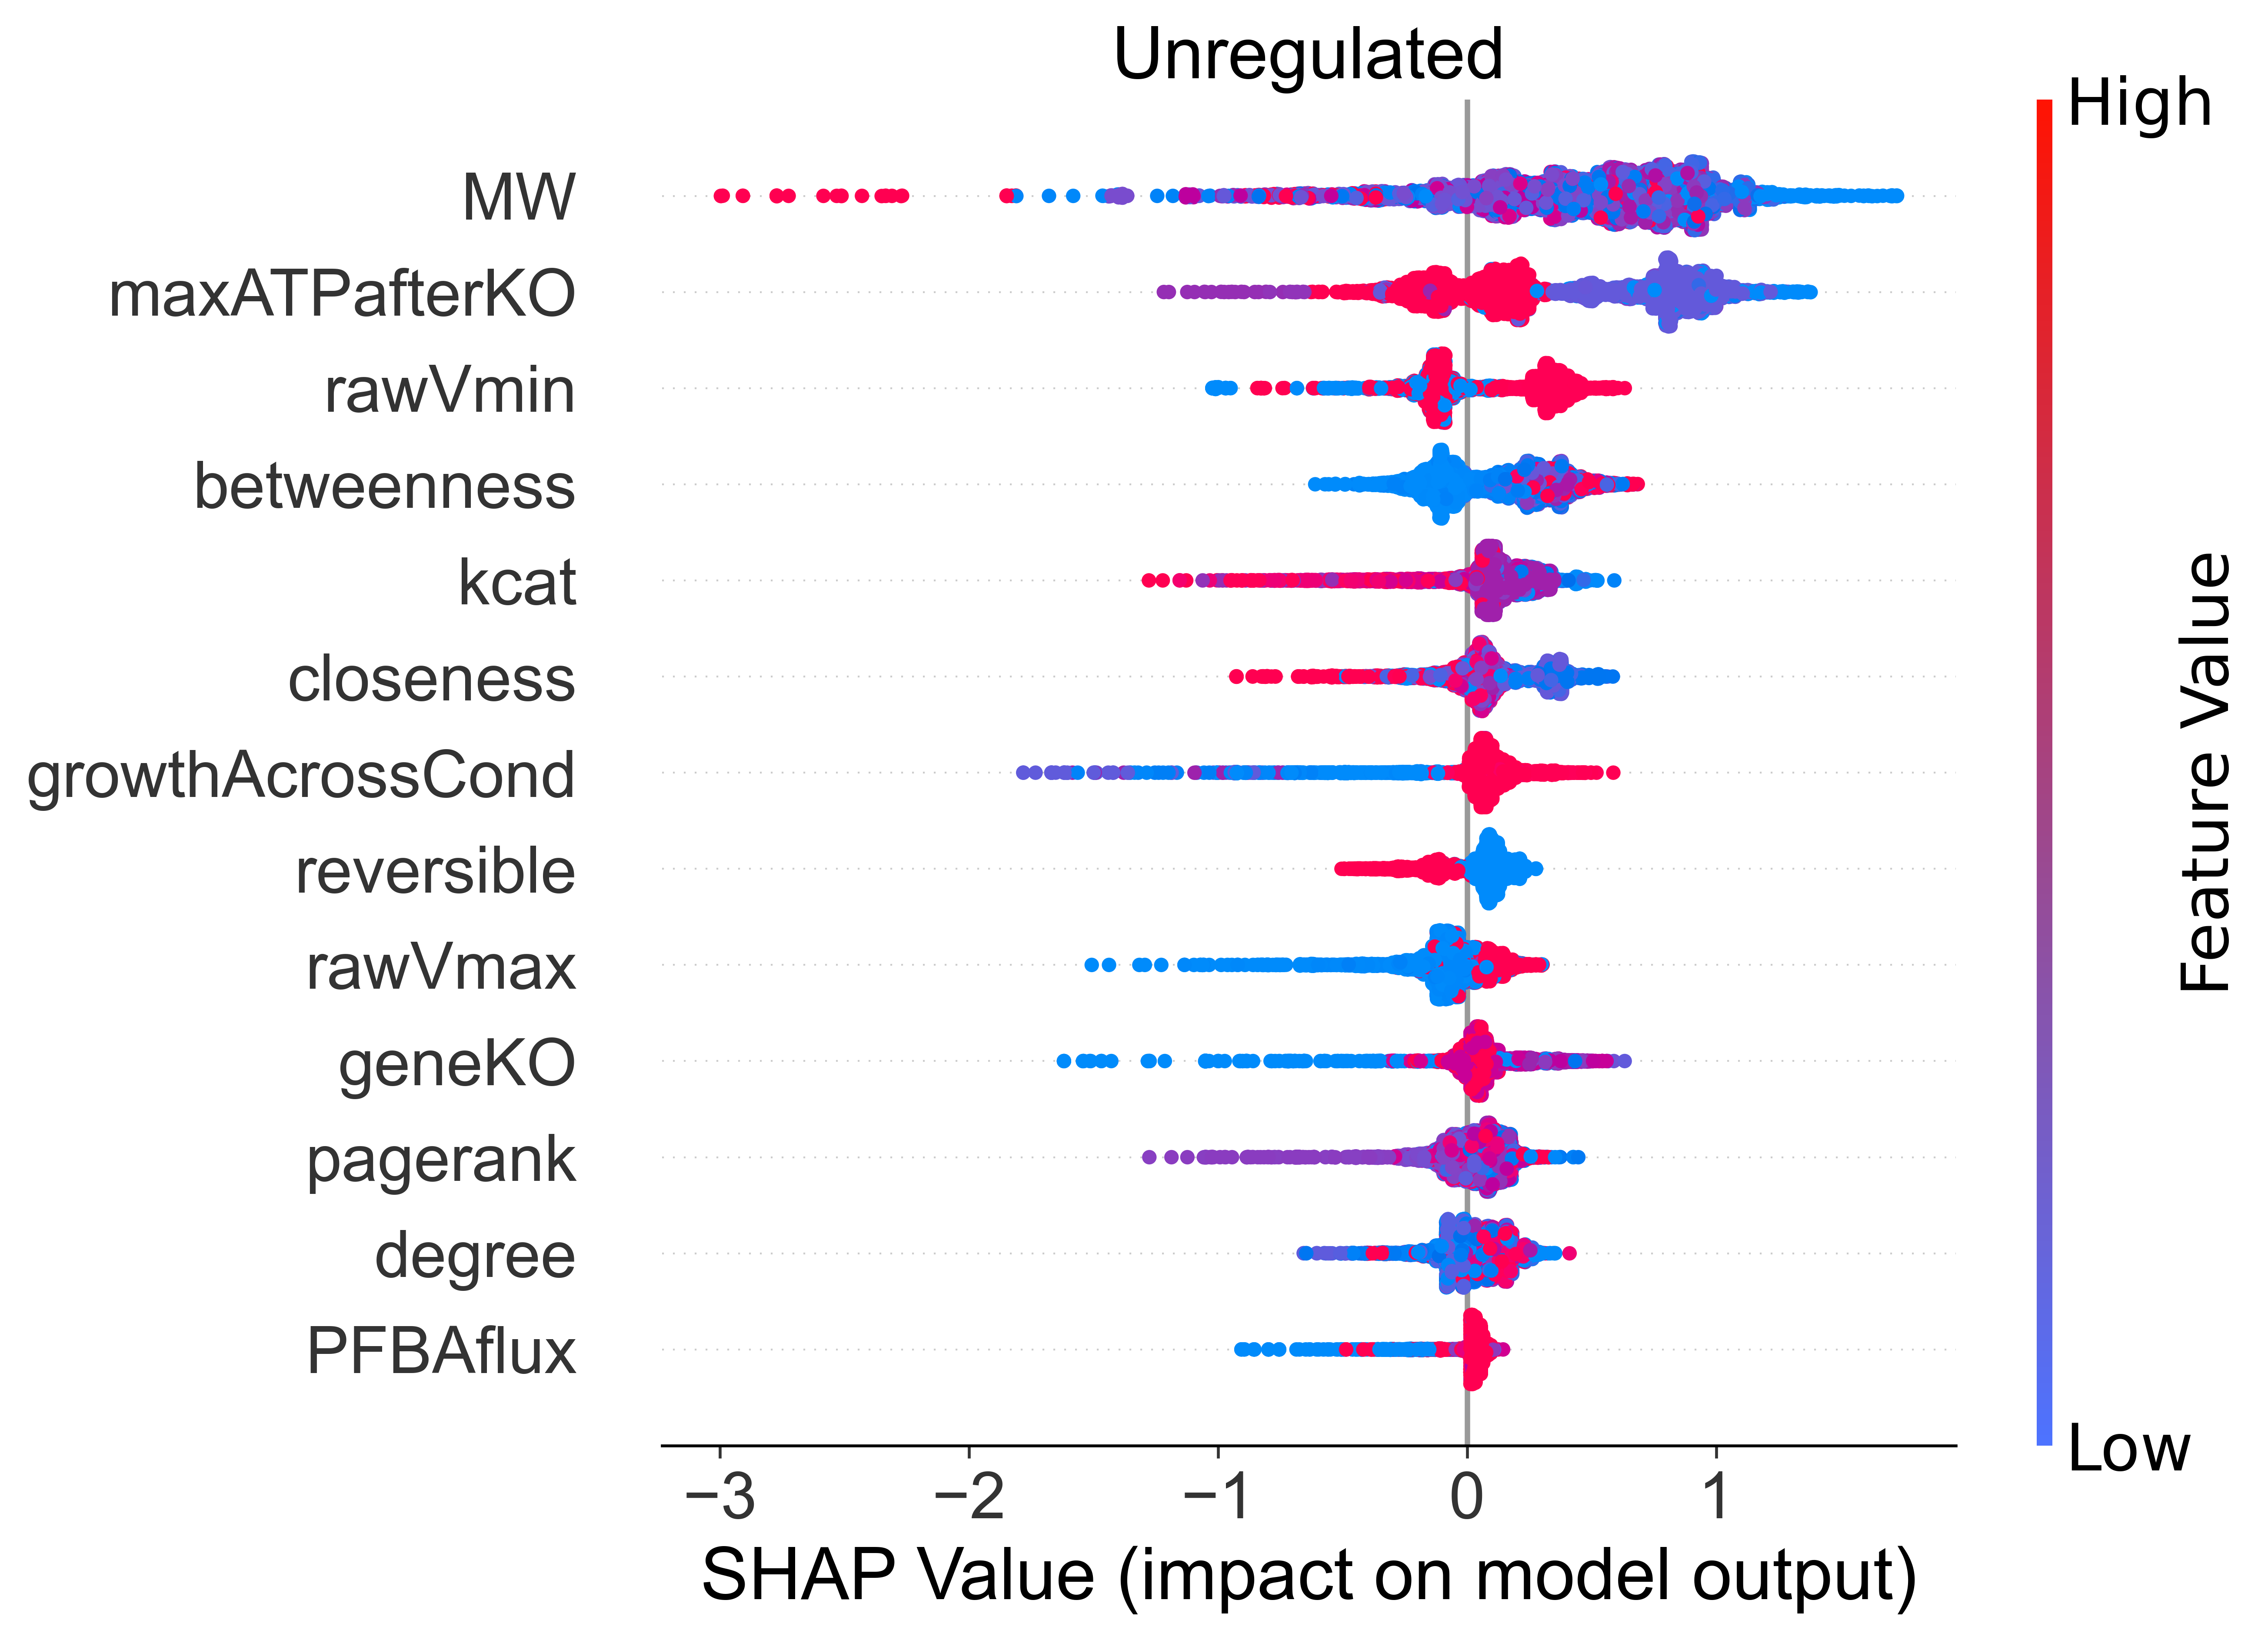 Unregulated
High
MW
maxATPafterKO
rawVmin
betweenness
kcat
closeness
growthAcrossCond
reversible
rawVmax
geneKO
pagerank
degree
PFBAflux
Feature Value
Low
−3 −2 −1 0 1
SHAP Value (impact on model output)